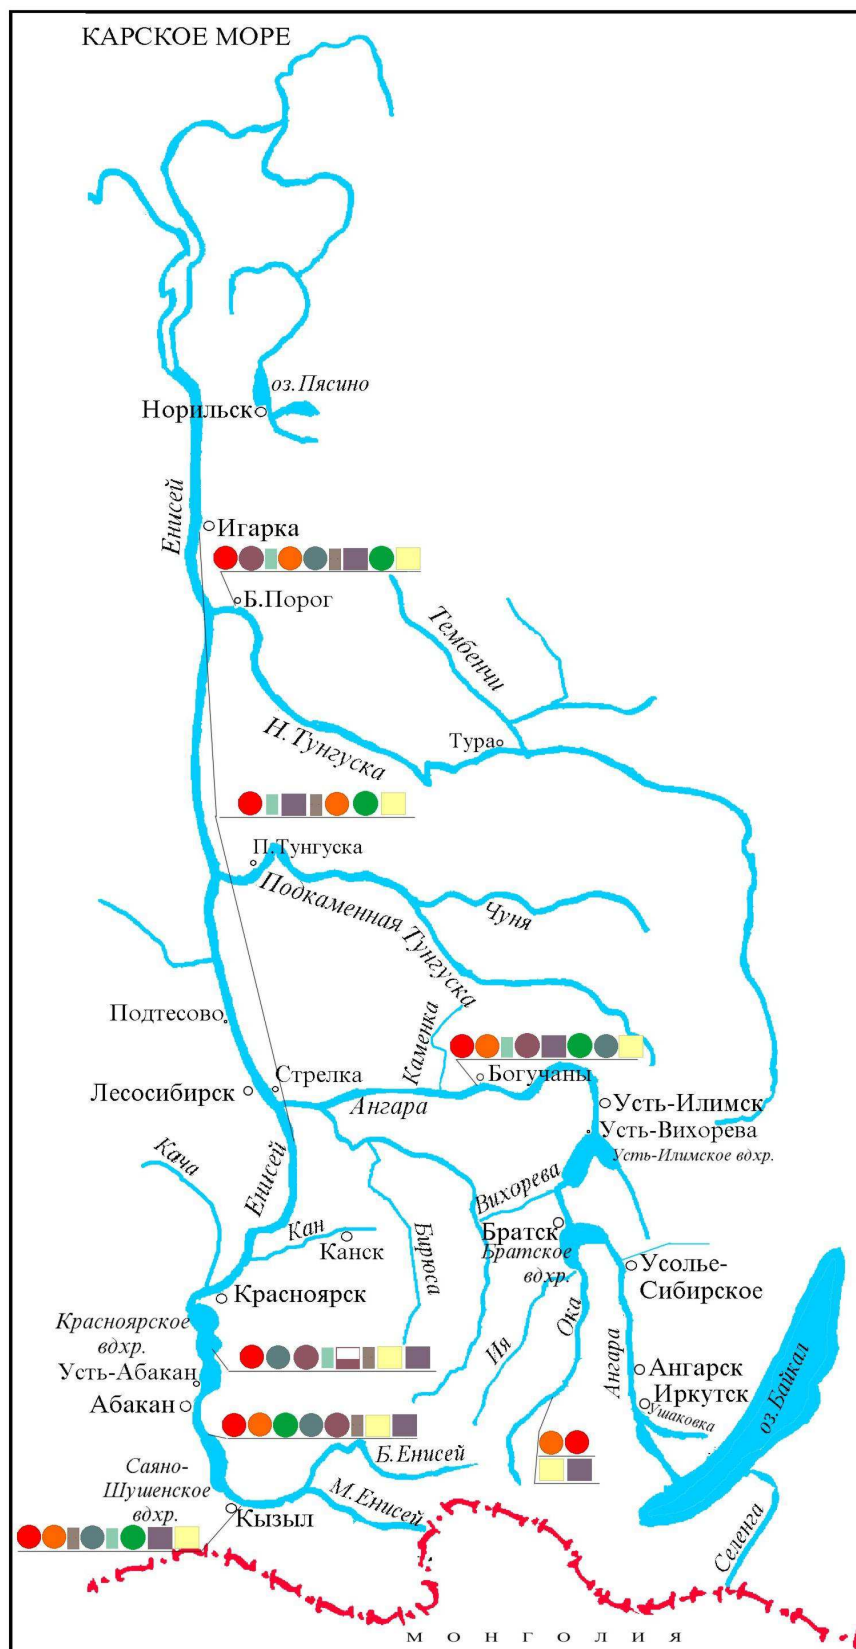 КАРСКОЕ МОРЕ
оз.Пясино
Норильск
Енисей
Игарка
Б.Порог
Тембенчи
Н.Тунгуска
Тура
П.Тунгуска
Подкаменная Тунгуска
Чуня
Подтесово
Каменка
Стрелка
Лесосибирск
Богучаны
Ангара
Усть-Илимск
Усть-Вихорева
Усть-Илимское вдхр.
Кача
Енисей
Вихорева
Кан
Канск
Бирюса
Братск
Братское
вдхр.
Усолье-
Сибирское
Красноярск
Красноярское
вдхр.
Ия
Ока
Ангара
Усть-Абакан
Абакан
Ангарск
Иркутск
Ушаковка
оз.Байкал
Б.Енисей
Саяно-
Шушенское
вдхр.
М.Енисей
Кызыл
Селенга
МОНГОЛИЯ